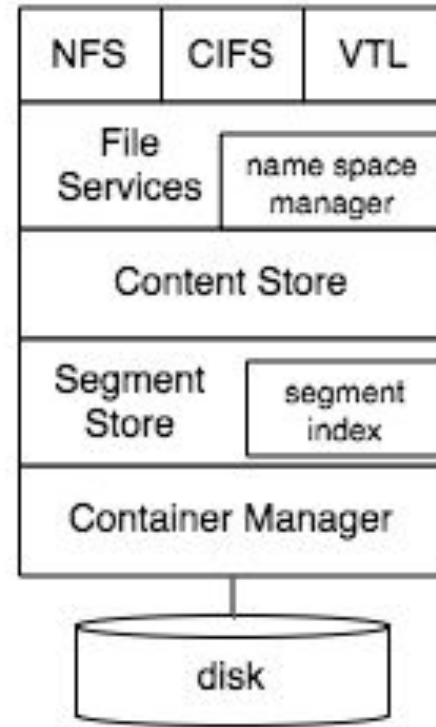 NFS CIFS VTL
File
Services
name space
manager
Content Store
Segment
Store
segment
index
Container Manager
disk